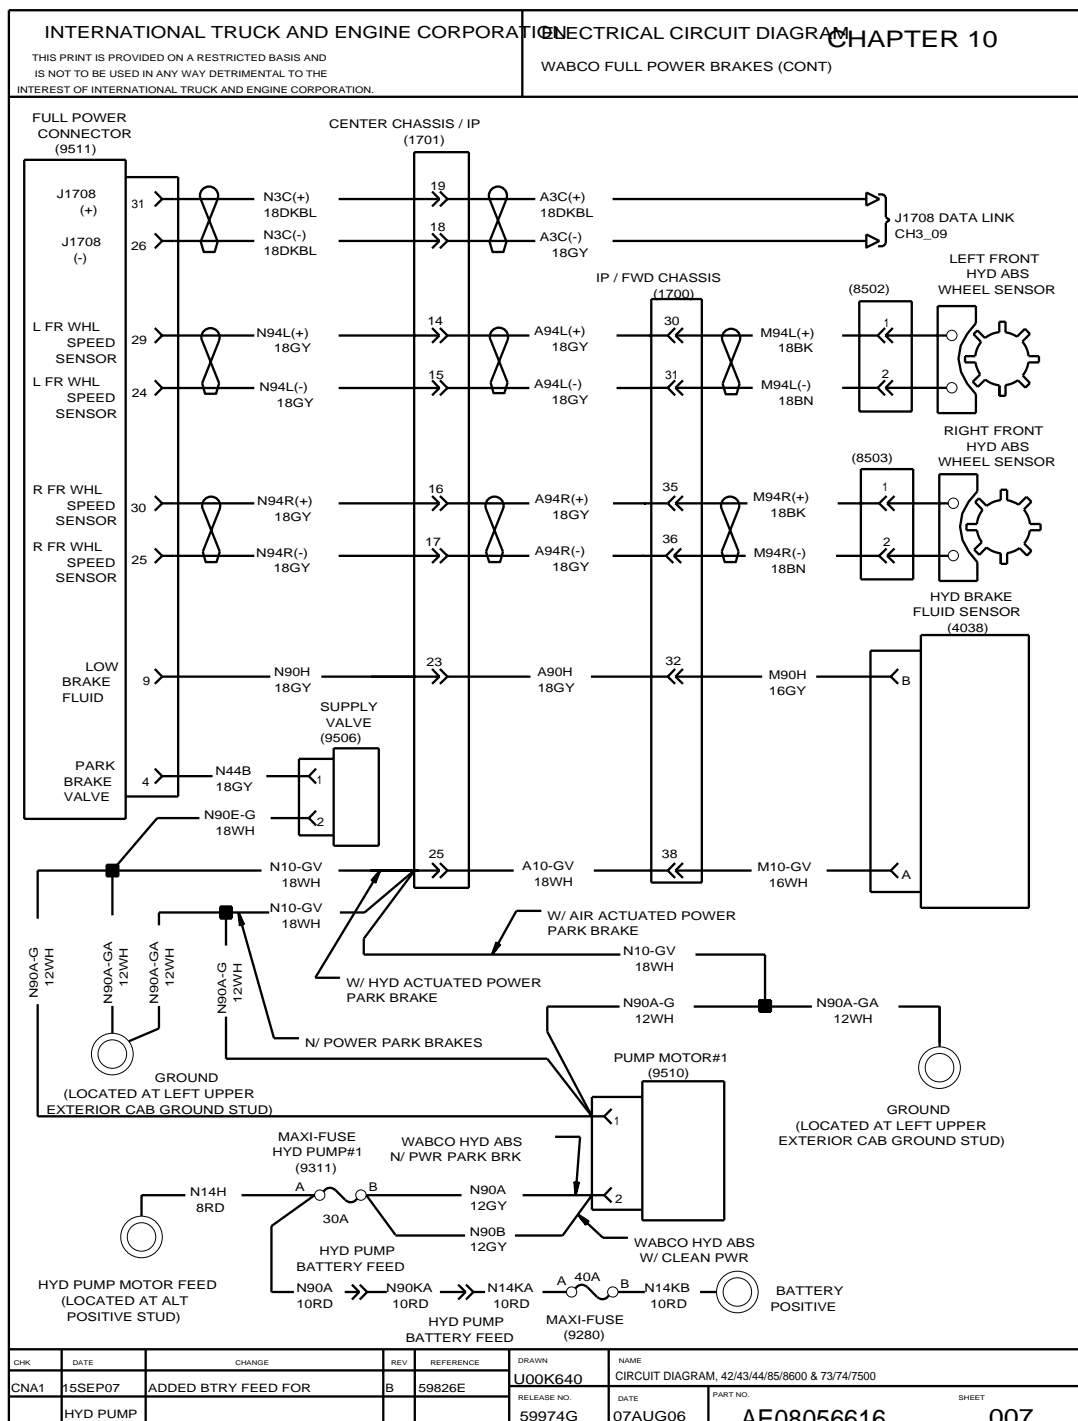 INTERNATIONAL TRUCK AND ENGINE CORPORATION
THIS PRINT IS PROVIDED ON A RESTRICTED BASIS AND
IS NOT TO BE USED IN ANY WAY DETRIMENTAL TO THE
INTEREST OF INTERNATIONAL TRUCK AND ENGINE CORPORATION.
ELECTRICAL CIRCUIT DIAGRAM
CHAPTER 10
WABCO FULL POWER BRAKES (CONT)
FULL POWER
CONNECTOR
(9511)
CENTER CHASSIS / IP
(1701)
J1708
(+)
31
N3C(+)
18DKBL
19
A3C(+)
18DKBL
J1708
(-)
26
N3C(-)
18DKBL
18
A3C(-)
18GY
J1708 DATA LINK
CH3_09
IP / FWD CHASSIS
(1700)
(8502)
LEFT FRONT
HYD ABS
WHEEL SENSOR
L FR WHL
SPEED
SENSOR
29
N94L(+)
18GY
14
A94L(+)
18GY
30
M94L(+)
18BK
1
L FR WHL
SPEED
SENSOR
24
N94L(-)
18GY
15
A94L(-)
18GY
31
M94L(-)
18BN
2
(8503)
RIGHT FRONT
HYD ABS
WHEEL SENSOR
R FR WHL
SPEED
SENSOR
30
N94R(+)
18GY
16
A94R(+)
18GY
35
M94R(+)
18BK
1
R FR WHL
SPEED
SENSOR
25
N94R(-)
18GY
17
A94R(-)
18GY
36
M94R(-)
18BN
2
HYD BRAKE
FLUID SENSOR
(4038)
LOW
BRAKE
FLUID
9
N90H
18GY
23
A90H
18GY
32
M90H
16GY
B
SUPPLY
VALVE
(9506)
PARK
BRAKE
VALVE
4
N44B
18GY
1
N90E-G
18WH
2
N10-GV
18WH
25
A10-GV
18WH
38
M10-GV
16WH
A
N10-GV
18WH
W/ AIR ACTUATED POWER
PARK BRAKE
N10-GV
18WH
N90A-G
12WH
N90A-GA
12WH
N90A-GA
12WH
N90A-G
12WH
W/ HYD ACTUATED POWER
PARK BRAKE
N90A-G
12WH
N90A-GA
12WH
N/ POWER PARK BRAKES
PUMP MOTOR#1
(9510)
GROUND
(LOCATED AT LEFT UPPER
EXTERIOR CAB GROUND STUD)
1
GROUND
(LOCATED AT LEFT UPPER
EXTERIOR CAB GROUND STUD)
MAXI-FUSE
HYD PUMP#1
(9311)
WABCO HYD ABS
N/ PWR PARK BRK
N14H
8RD
A
B
30A
N90A
12GY
2
N90B
12GY
WABCO HYD ABS
W/ CLEAN PWR
HYD PUMP
BATTERY FEED
HYD PUMP MOTOR FEED
(LOCATED AT ALT
POSITIVE STUD)
N90A
10RD
N90KA
10RD
N14KA
10RD
A
40A
B
N14KB
10RD
BATTERY
POSITIVE
HYD PUMP
BATTERY FEED
MAXI-FUSE
(9280)
CHK DATE CHANGE REV REFERENCE DRAWN NAME
CNA1 15SEP07 ADDED BTRY FEED FOR B 59826E U00K640 CIRCUIT DIAGRAM, 42/43/44/85/8600 & 73/74/7500
HYD PUMP RELEASE NO. DATE PART NO. SHEET
59974G 07AUG06 AE08056616 007